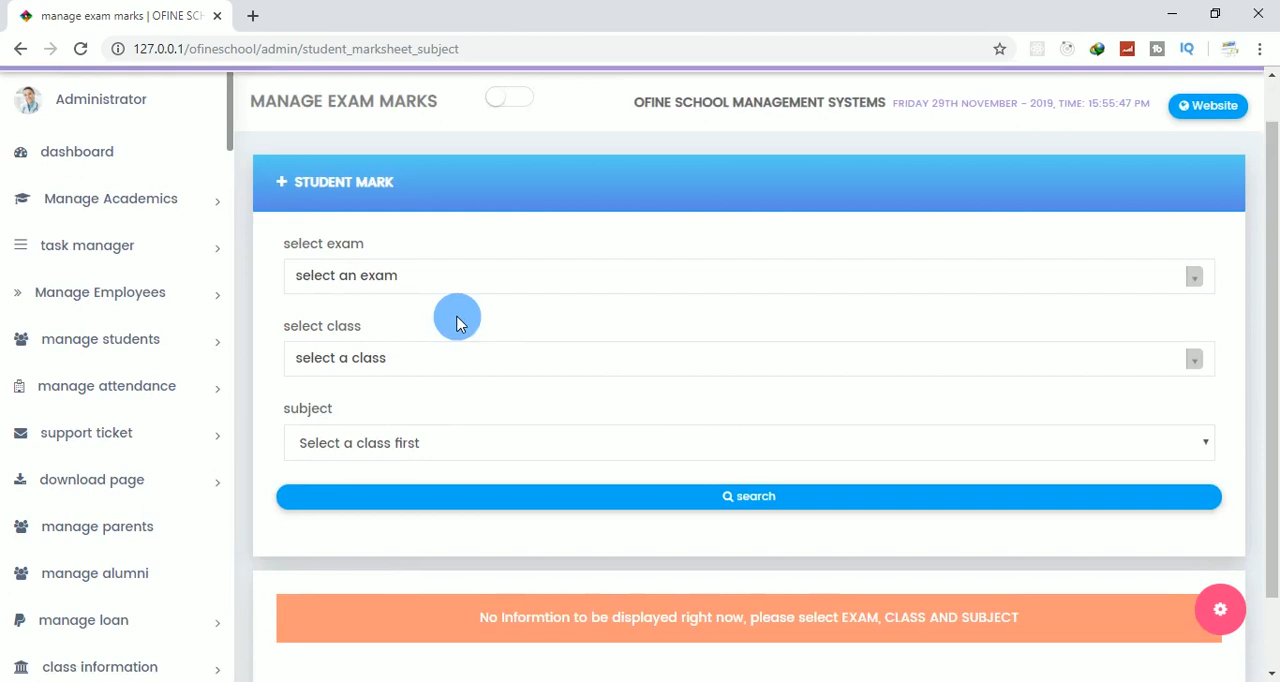 manage exam marks | OFINE SCH
127.0.0.1/ofineschool/admin/student_marksheet_subject
IQ
Administrator
MANAGE EXAM MARKS
OFINE SCHOOL MANAGEMENT SYSTEMS
FRIDAY 29TH NOVEMBER - 2019, TIME: 15:55:47 PM
Website
dashboard
Manage Academics
task manager
Manage Employees
manage students
manage attendance
support ticket
download page
manage parents
manage alumni
manage loan
class information
STUDENT MARK
select exam
select an exam
select class
select a class
subject
Select a class first
search
No Informtion to be displayed right now, please select EXAM, CLASS AND SUBJECT